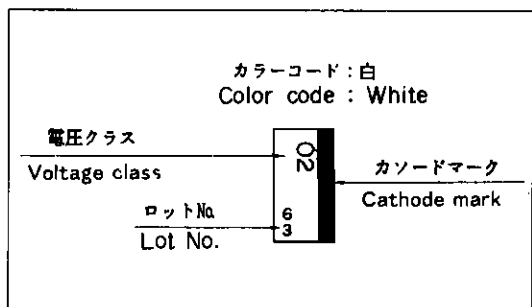 カラーコード：白
Color code : White
電圧クラス
Voltage class
02
カソードマーク
Cathode mark
ロットNo.
Lot No.
6
3